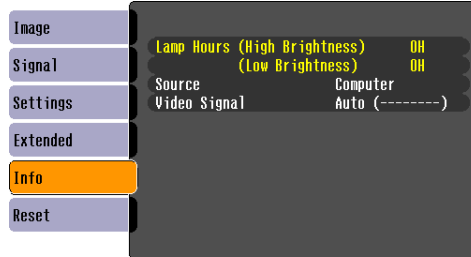 Image
Signal
Settings
Extended
Info
Reset
Lamp Hours (High Brightness) 0H
(Low Brightness) 0H
Source Computer
Video Signal Auto (--------)